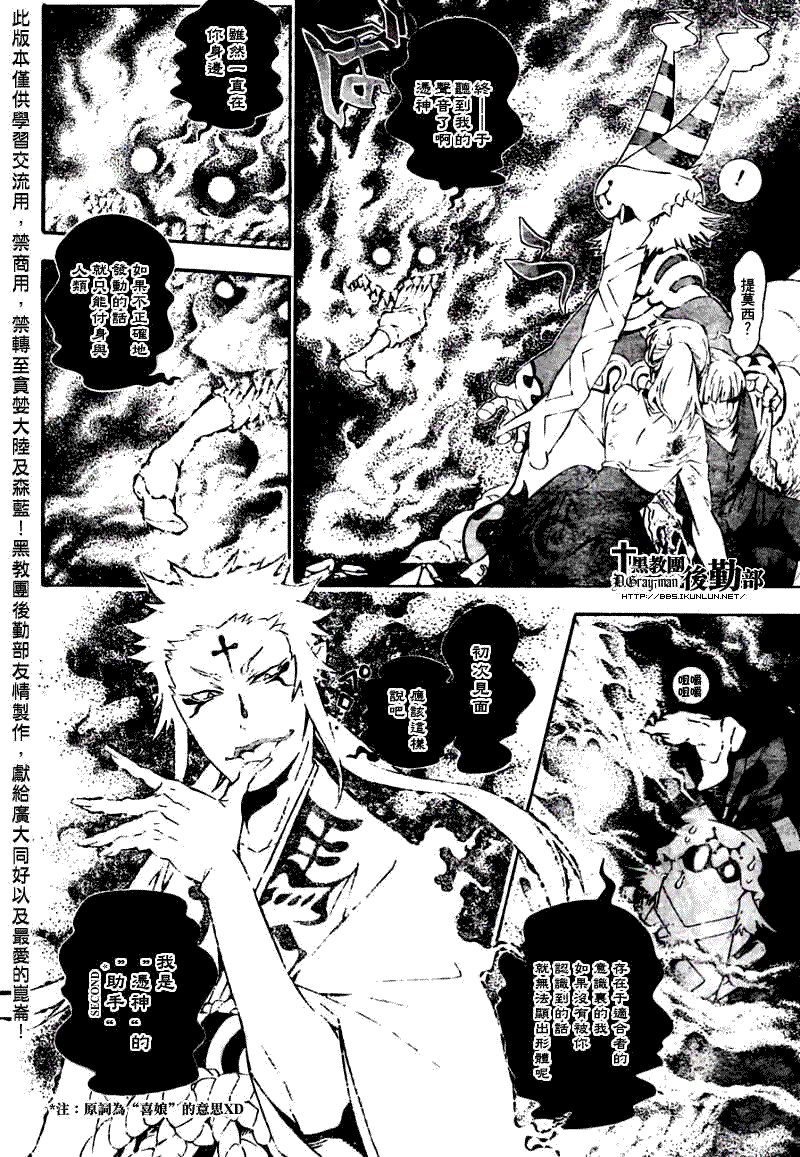 ！
提莫西?
終——于
聽到我的
聲音了啊
憑神
雖然一直在
你身邊
如果不正確地
發動的話
就只能付身與
人類
黑教團
D.Gray-man
後勤部
HTTP://BBS.IKUNLUN.NET/
咀嚼
咀嚼
初次見面
應該這樣
說吧
存在于適合者的
意識裏的我
如果沒有被你
認識到的話
就無法顯出形體呢
我是
“憑神”的
“助手”
SECOND*
*注：原詞為“喜娘”的意思XD
此版本僅供學習交流用，禁商用，禁轉至貪婪大陸及森藍！黑教團後勤部友情製作，獻給廣大同好以及最愛的崑崙！